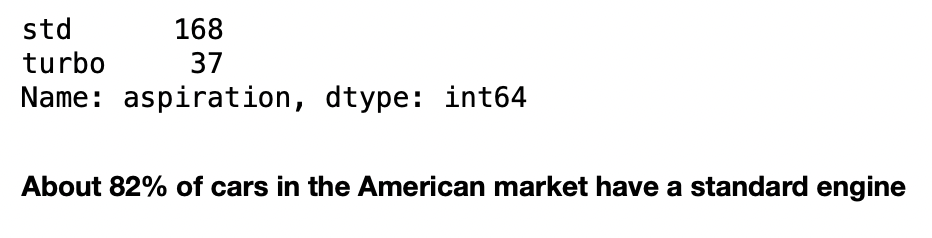 std      168
turbo     37
Name: aspiration, dtype: int64
About 82% of cars in the American market have a standard engine